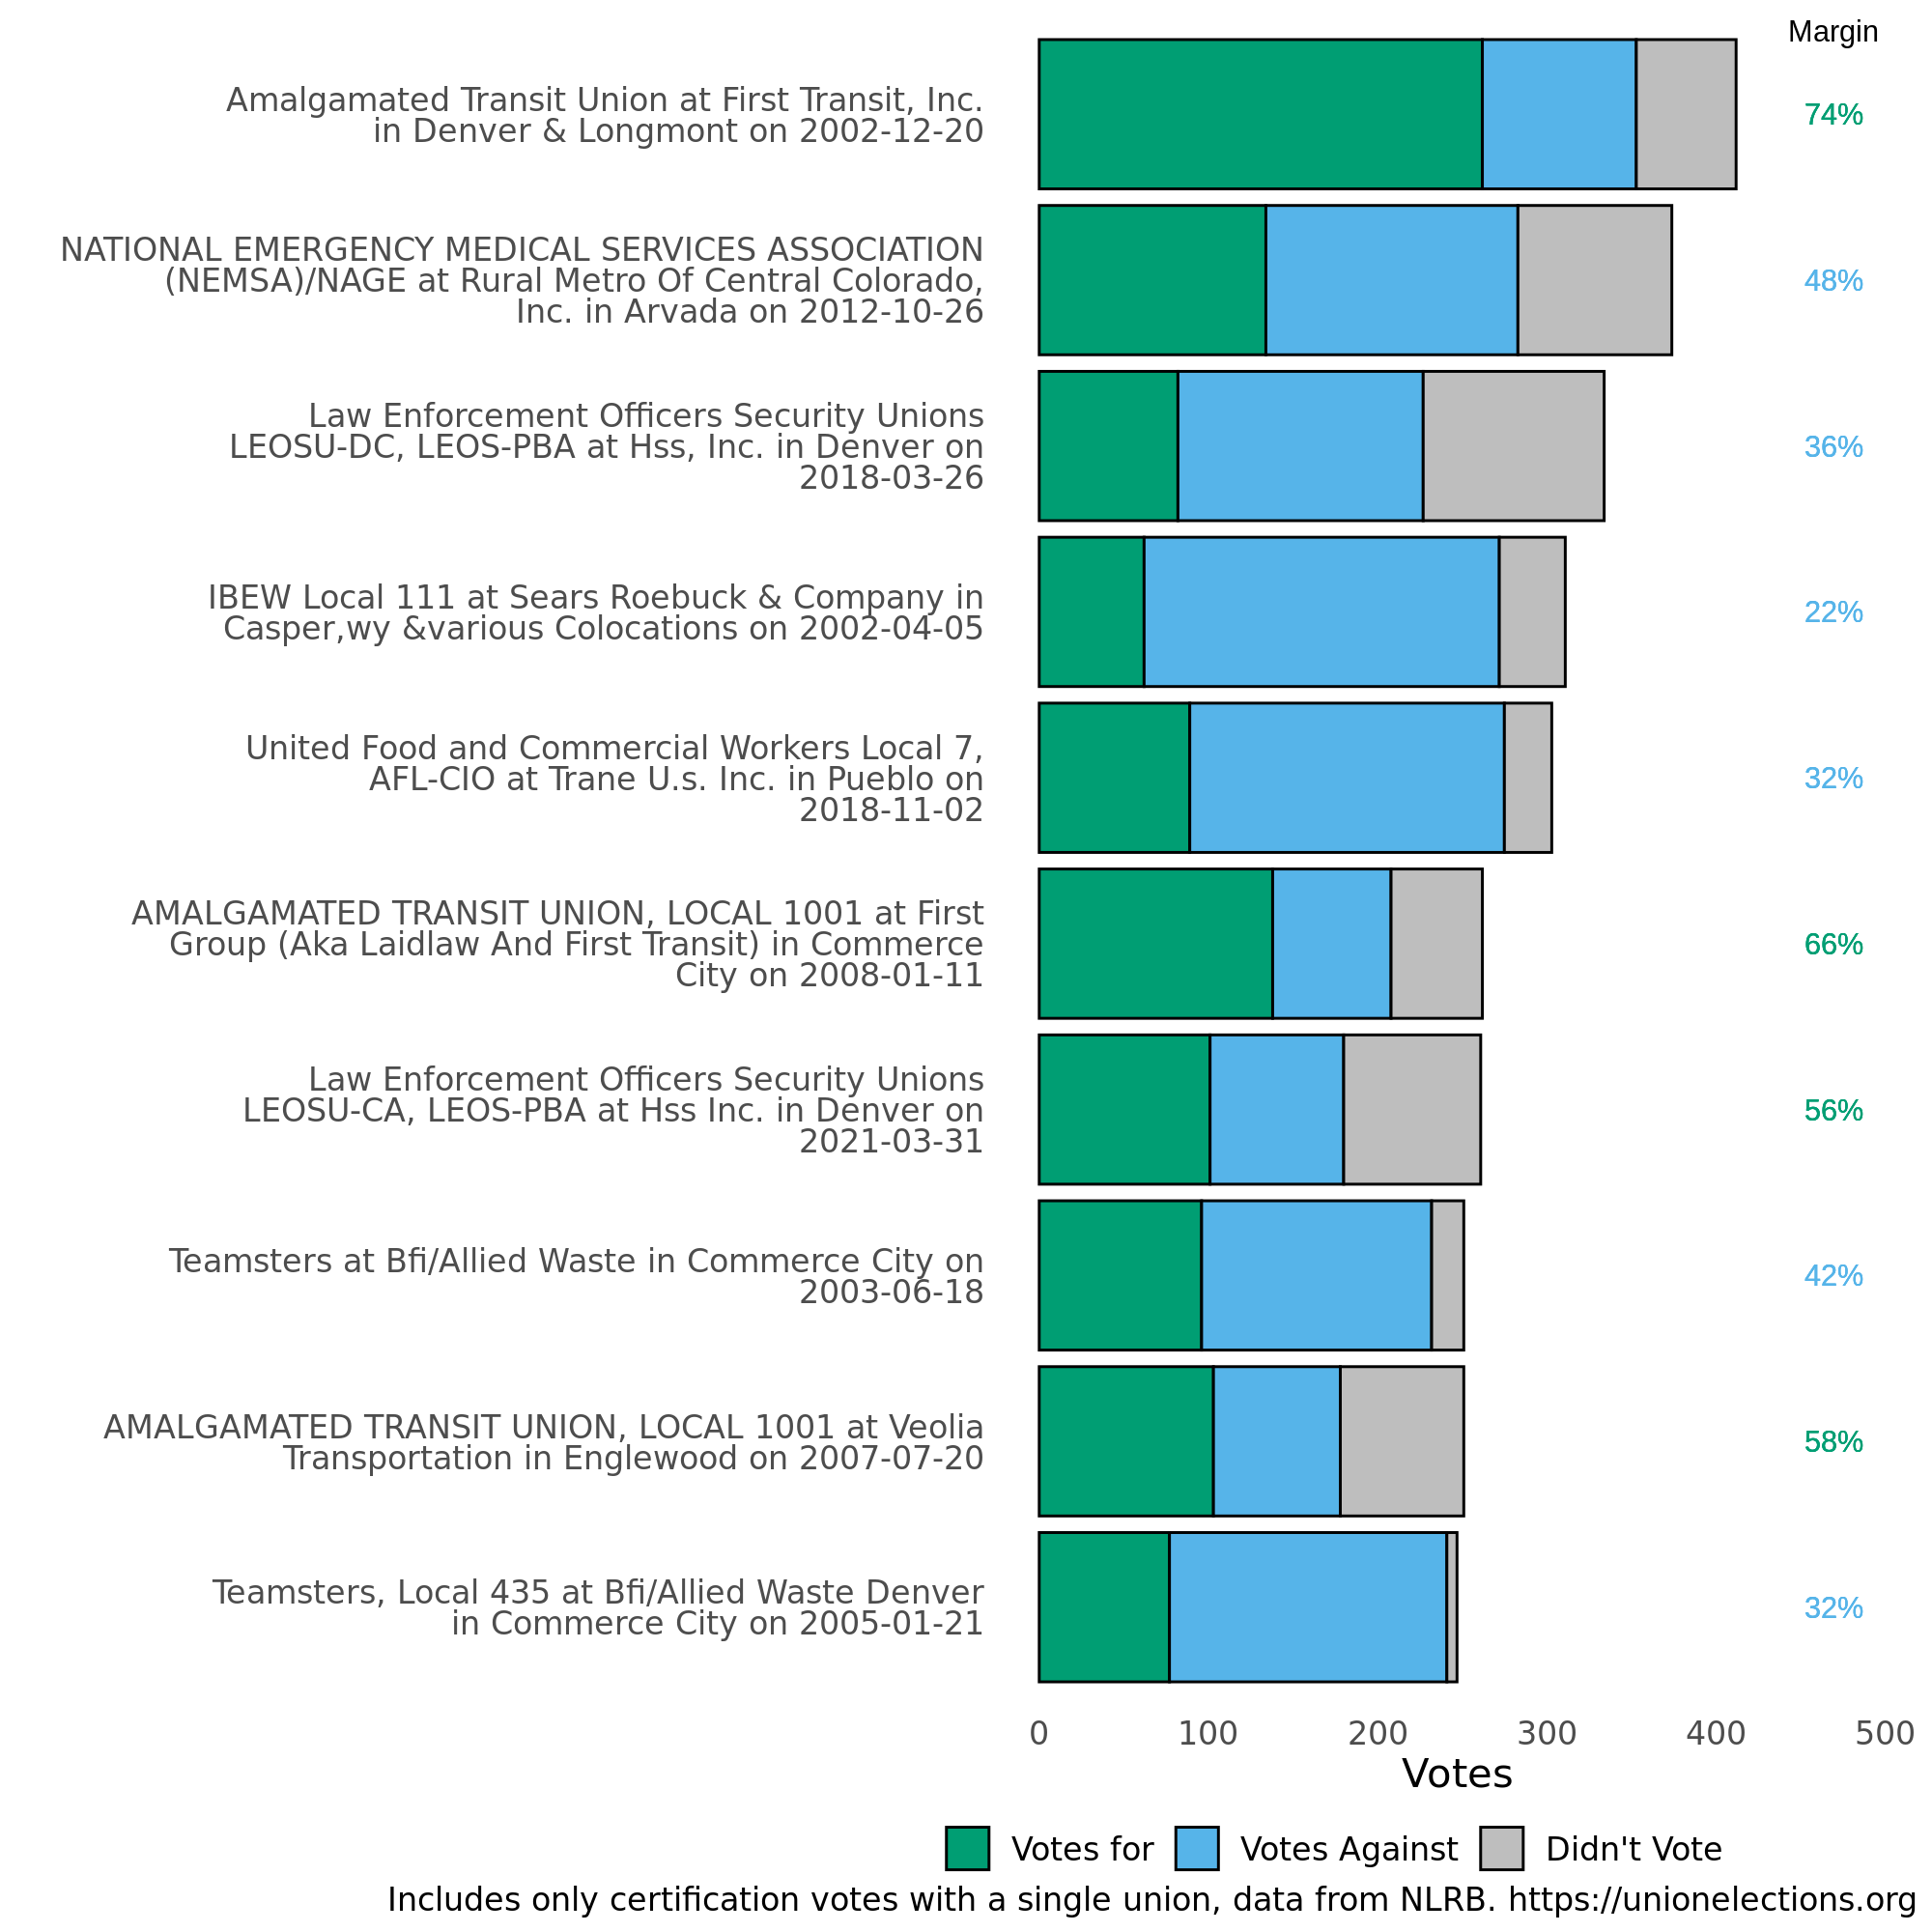 Margin
Amalgamated Transit Union at First Transit, Inc.
in Denver & Longmont on 2002-12-20
74%
NATIONAL EMERGENCY MEDICAL SERVICES ASSOCIATION
(NEMSA)/NAGE at Rural Metro Of Central Colorado,
Inc. in Arvada on 2012-10-26
48%
Law Enforcement Officers Security Unions
LEOSU-DC, LEOS-PBA at Hss, Inc. in Denver on
2018-03-26
36%
IBEW Local 111 at Sears Roebuck & Company in
Casper,wy &various Colocations on 2002-04-05
22%
United Food and Commercial Workers Local 7,
AFL-CIO at Trane U.s. Inc. in Pueblo on
2018-11-02
32%
AMALGAMATED TRANSIT UNION, LOCAL 1001 at First
Group (Aka Laidlaw And First Transit) in Commerce
City on 2008-01-11
66%
Law Enforcement Officers Security Unions
LEOSU-CA, LEOS-PBA at Hss Inc. in Denver on
2021-03-31
56%
Teamsters at Bfi/Allied Waste in Commerce City on
2003-06-18
42%
AMALGAMATED TRANSIT UNION, LOCAL 1001 at Veolia
Transportation in Englewood on 2007-07-20
58%
Teamsters, Local 435 at Bfi/Allied Waste Denver
in Commerce City on 2005-01-21
32%
0 100 200 300 400 500
Votes
Votes for Votes Against Didn't Vote
Includes only certification votes with a single union, data from NLRB. https://unionelections.org